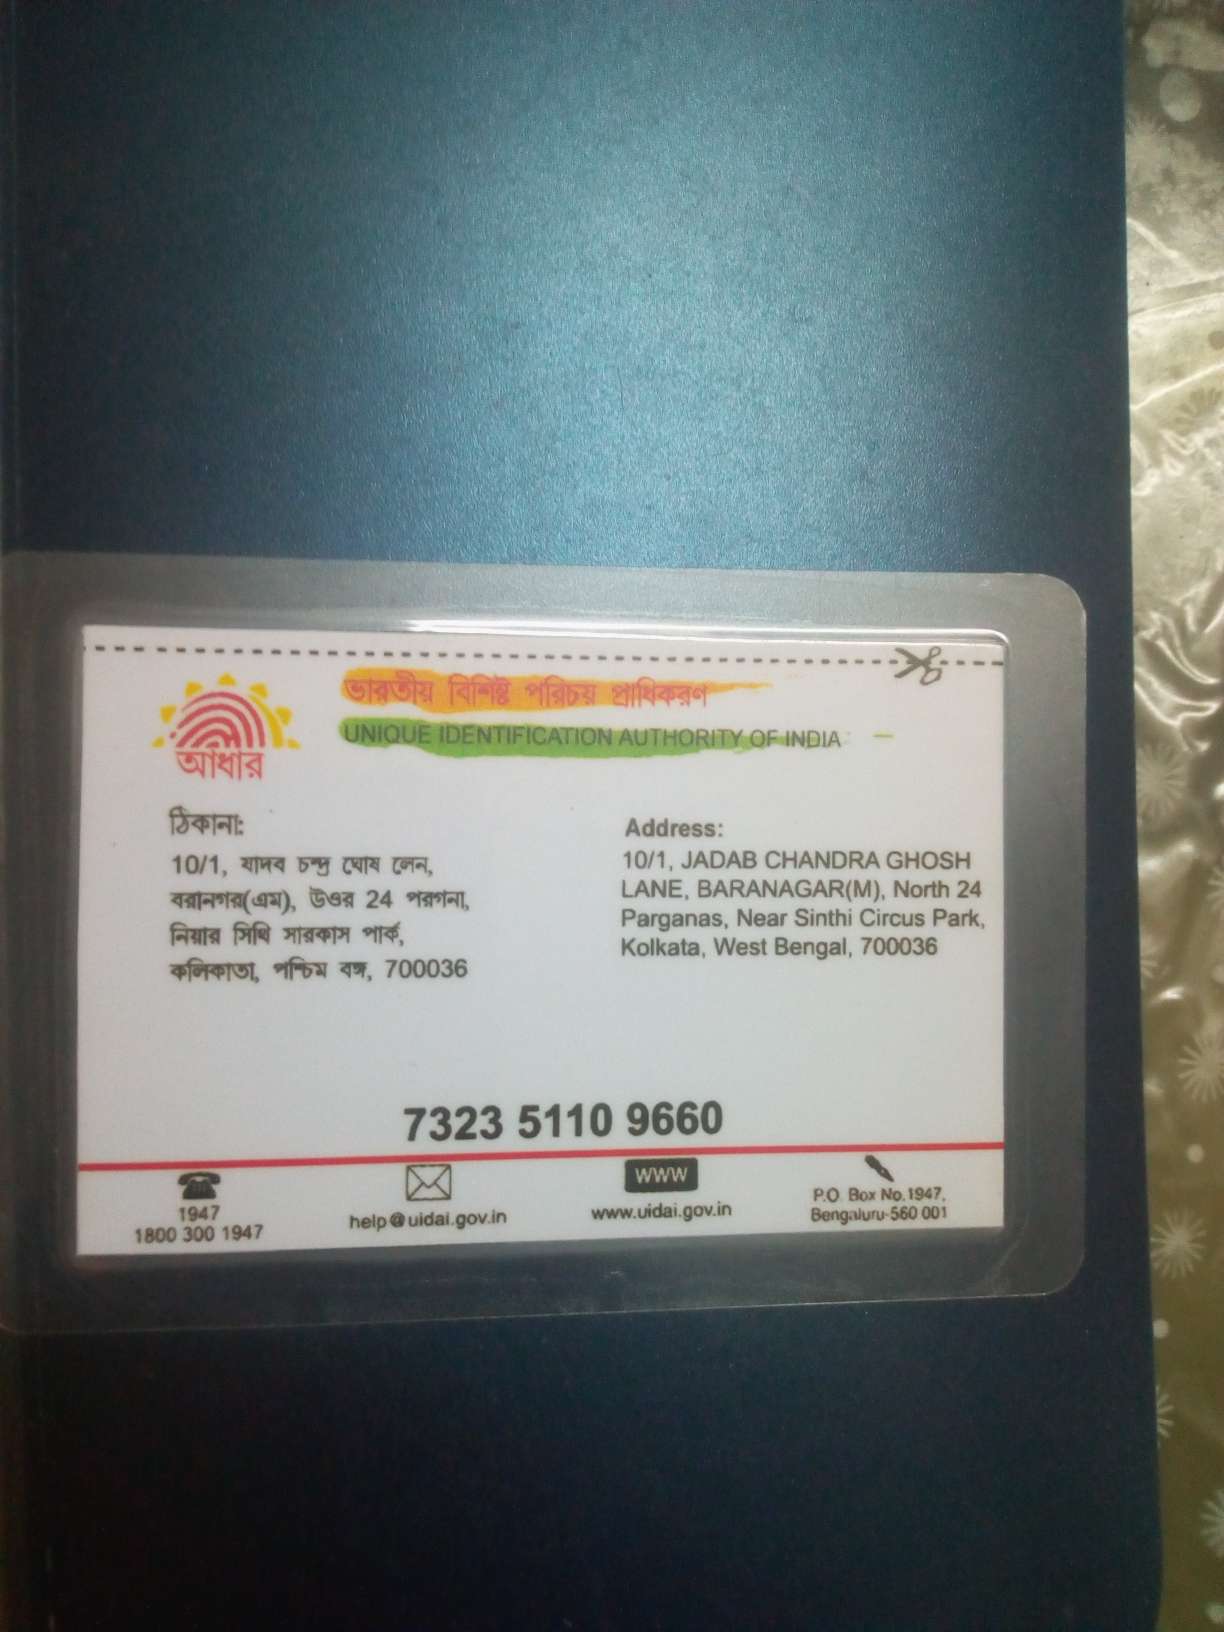 ভারতীয় বিশিষ্ট পরিচয় প্রাধিকরণ
UNIQUE IDENTIFICATION AUTHORITY OF INDIA
আধার
ঠিকানা:
10/1, যাদব চন্দ্র ঘোষ লেন,
বরানগর(এম), উওর 24 পরগনা,
নিয়ার সিথি সারকাস পার্ক,
কলিকাতা, পশ্চিম বঙ্গ, 700036
Address:
10/1, JADAB CHANDRA GHOSH
LANE, BARANAGAR(M), North 24
Parganas, Near Sinthi Circus Park,
Kolkata, West Bengal, 700036
7323 5110 9660
1947
1800 300 1947
help@uidai.gov.in
WWW
www.uidai.gov.in
P.O. Box No.1947,
Bengaluru-560 001